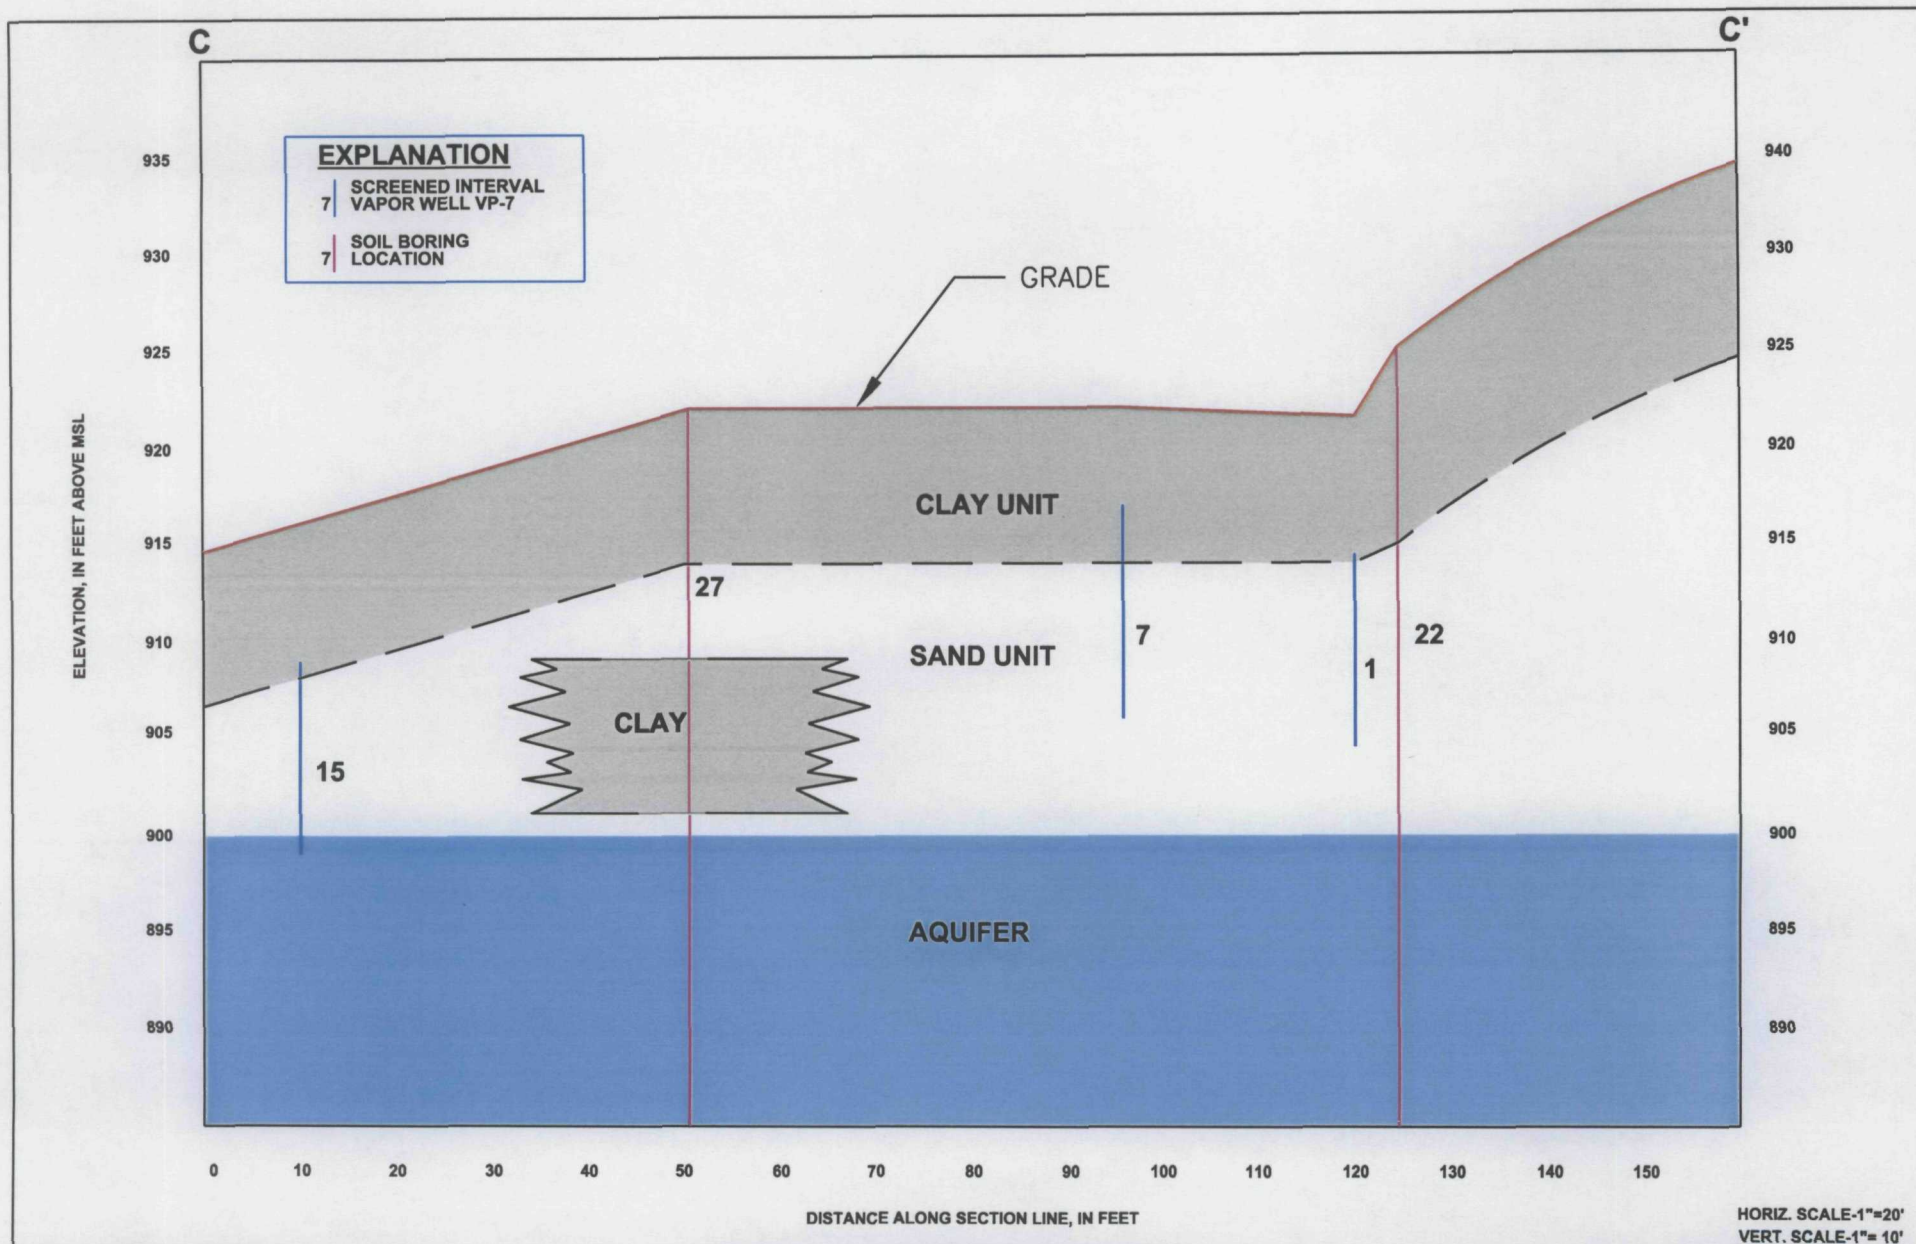 C
C'
EXPLANATION
7
SCREENED INTERVAL
VAPOR WELL VP-7
7
SOIL BORING
LOCATION
GRADE
ELEVATION, IN FEET ABOVE MSL
935
930
925
920
915
910
905
900
895
890
940
930
925
920
915
910
905
900
895
890
CLAY UNIT
27
7
22
SAND UNIT
1
CLAY
15
AQUIFER
0 10 20 30 40 50 60 70 80 90 100 110 120 130 140 150
DISTANCE ALONG SECTION LINE, IN FEET
HORIZ. SCALE-1"=20'
VERT. SCALE-1"= 10'